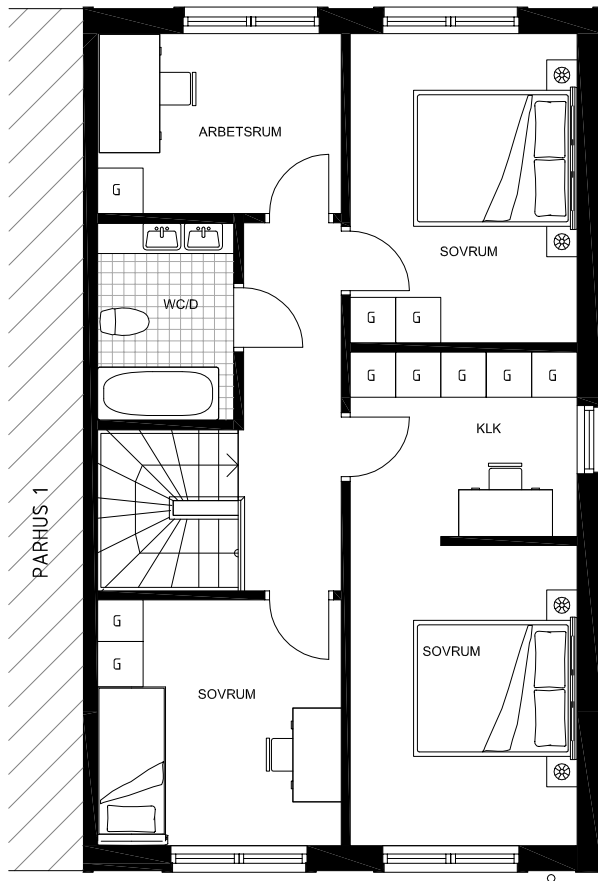 ARBETSRUM
G
SOVRUM
WC/D
G G
G G G G G
KLK
PARHUS 1
G
G
SOVRUM
SOVRUM